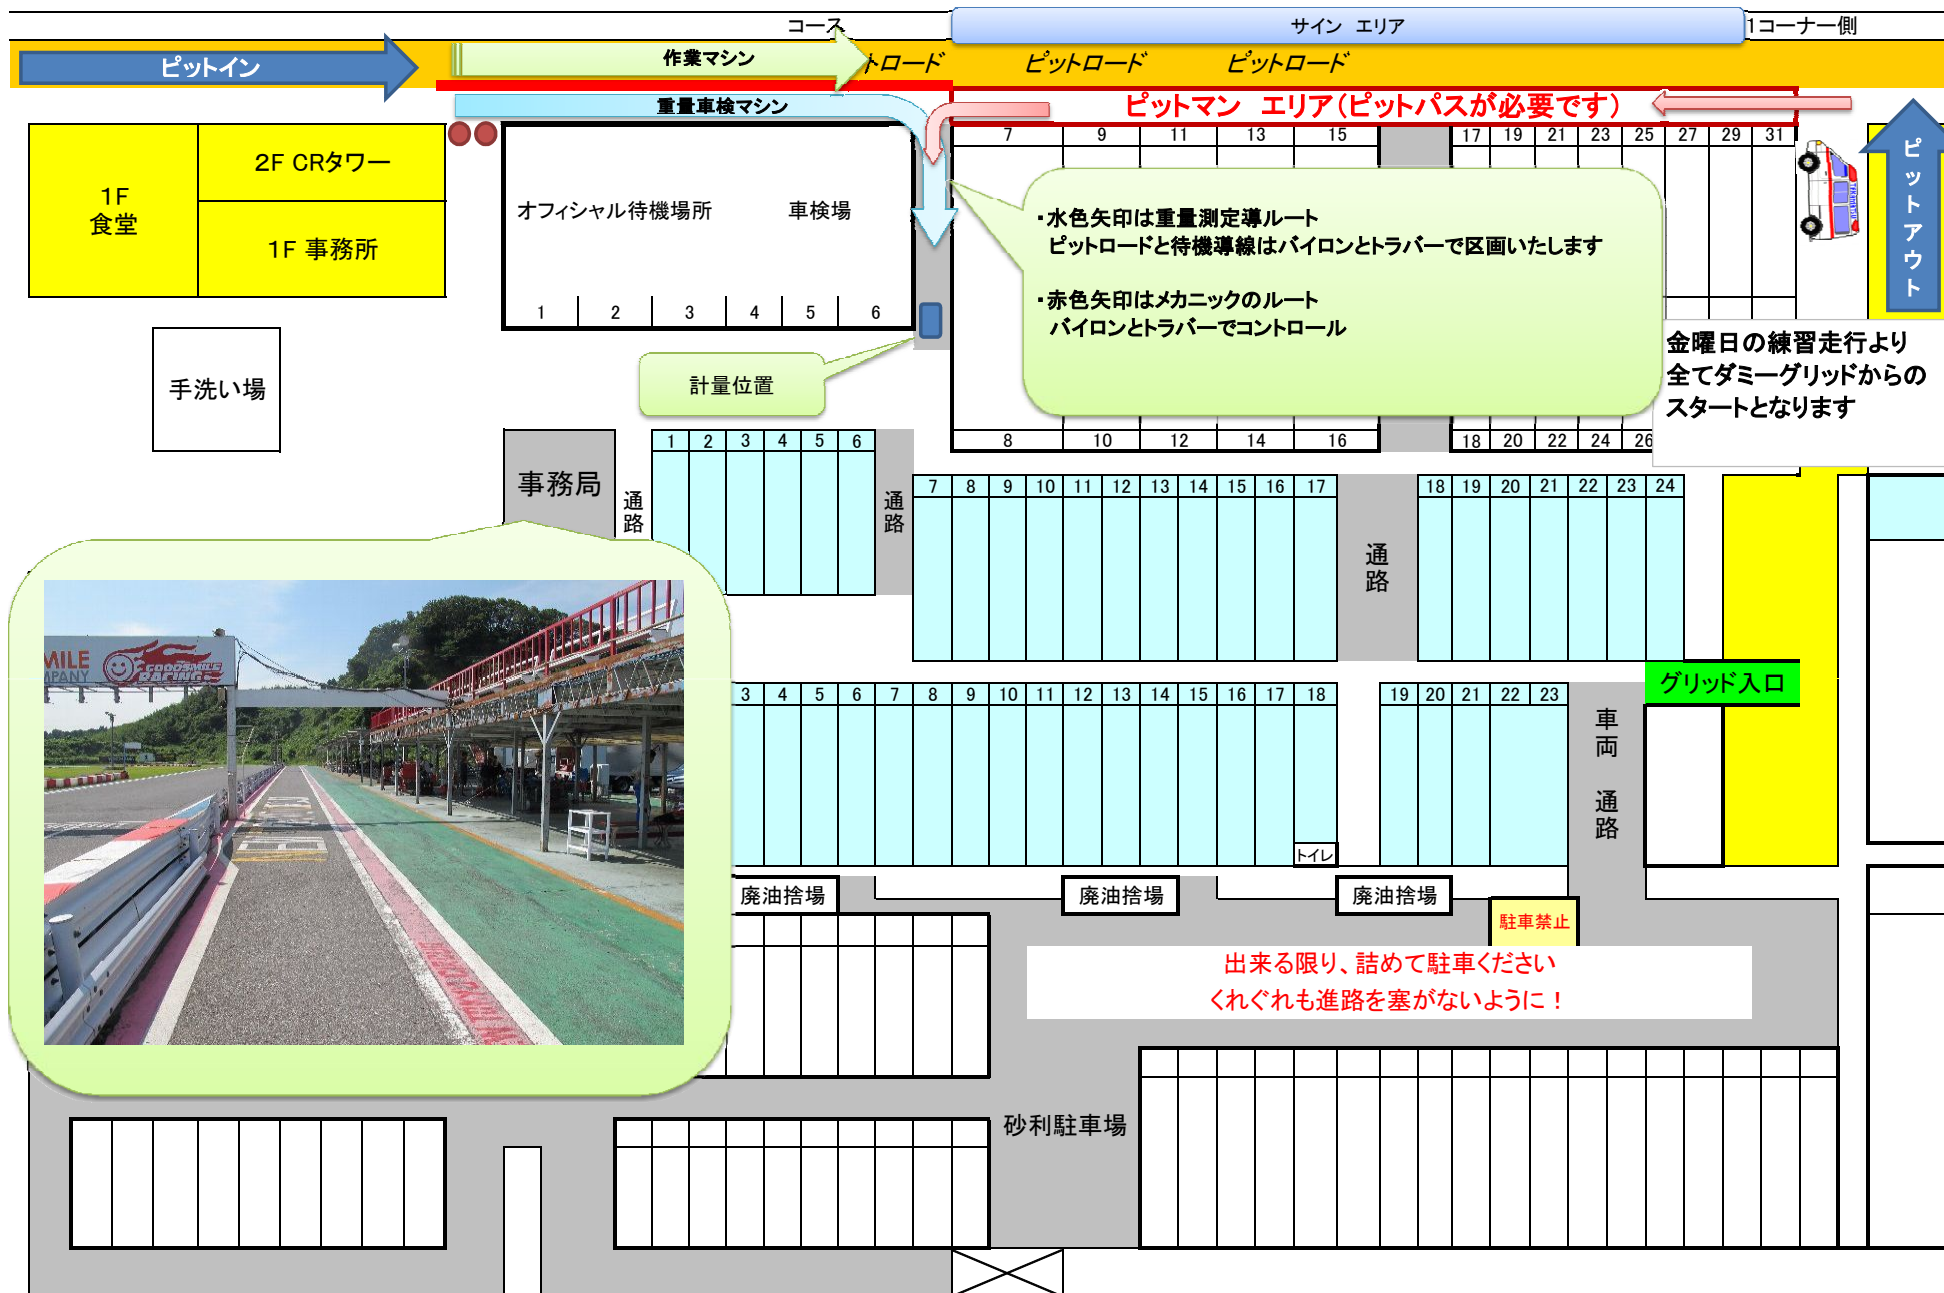 コース
サイン エリア
1コーナー側
ピットイン
作業マシン
トロード
ピットロード
ピットロード
重量車検マシン
ピットマン エリア(ピットパスが必要です)
7 9 11 13 15 17 19 21 23 25 27 29 31
ピットアウト
1F
食堂
2F CRタワー
1F 事務所
オフィシャル待機場所 車検場
1 2 3 4 5 6
・水色矢印は重量測定導ルート
ピットロードと待機導線はバイロンとトラバーで区画いたします
・赤色矢印はメカニックのルート
バイロンとトラバーでコントロール
金曜日の練習走行より
全てダミーグリッドからの
スタートとなります
手洗い場
計量位置
8 10 12 14 16 18 20 22 24 26
事務局
通路
1 2 3 4 5 6
通路
7 8 9 10 11 12 13 14 15 16 17
通路
18 19 20 21 22 23 24
グリッド入口
MILE
MPANY
GOODSMILE
RACING
3 4 5 6 7 8 9 10 11 12 13 14 15 16 17 18
19 20 21 22 23
車両 通路
トイレ
廃油捨場
廃油捨場
廃油捨場
駐車禁止
出来る限り、詰めて駐車ください
くれぐれも進路を塞がないように！
砂利駐車場